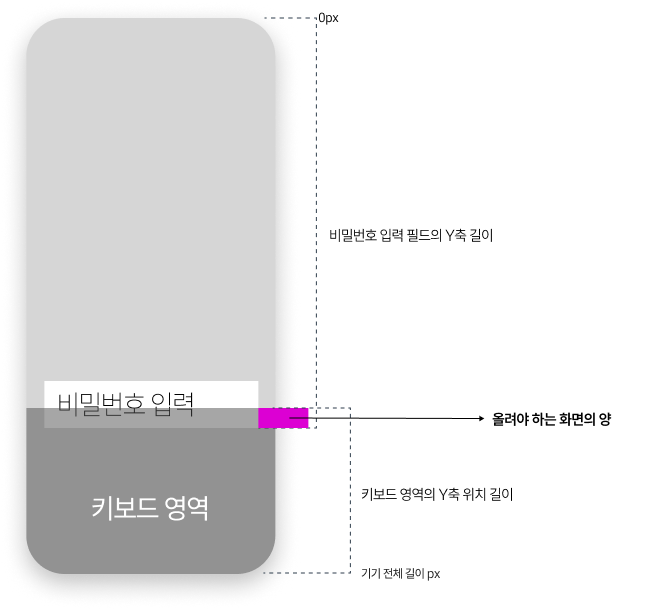 0px
비밀번호 입력 필드의 Y축 길이
비밀번호 입력
올려야 하는 화면의 양
키보드 영역의 Y축 위치 길이
키보드 영역
기기 전체 길이 px